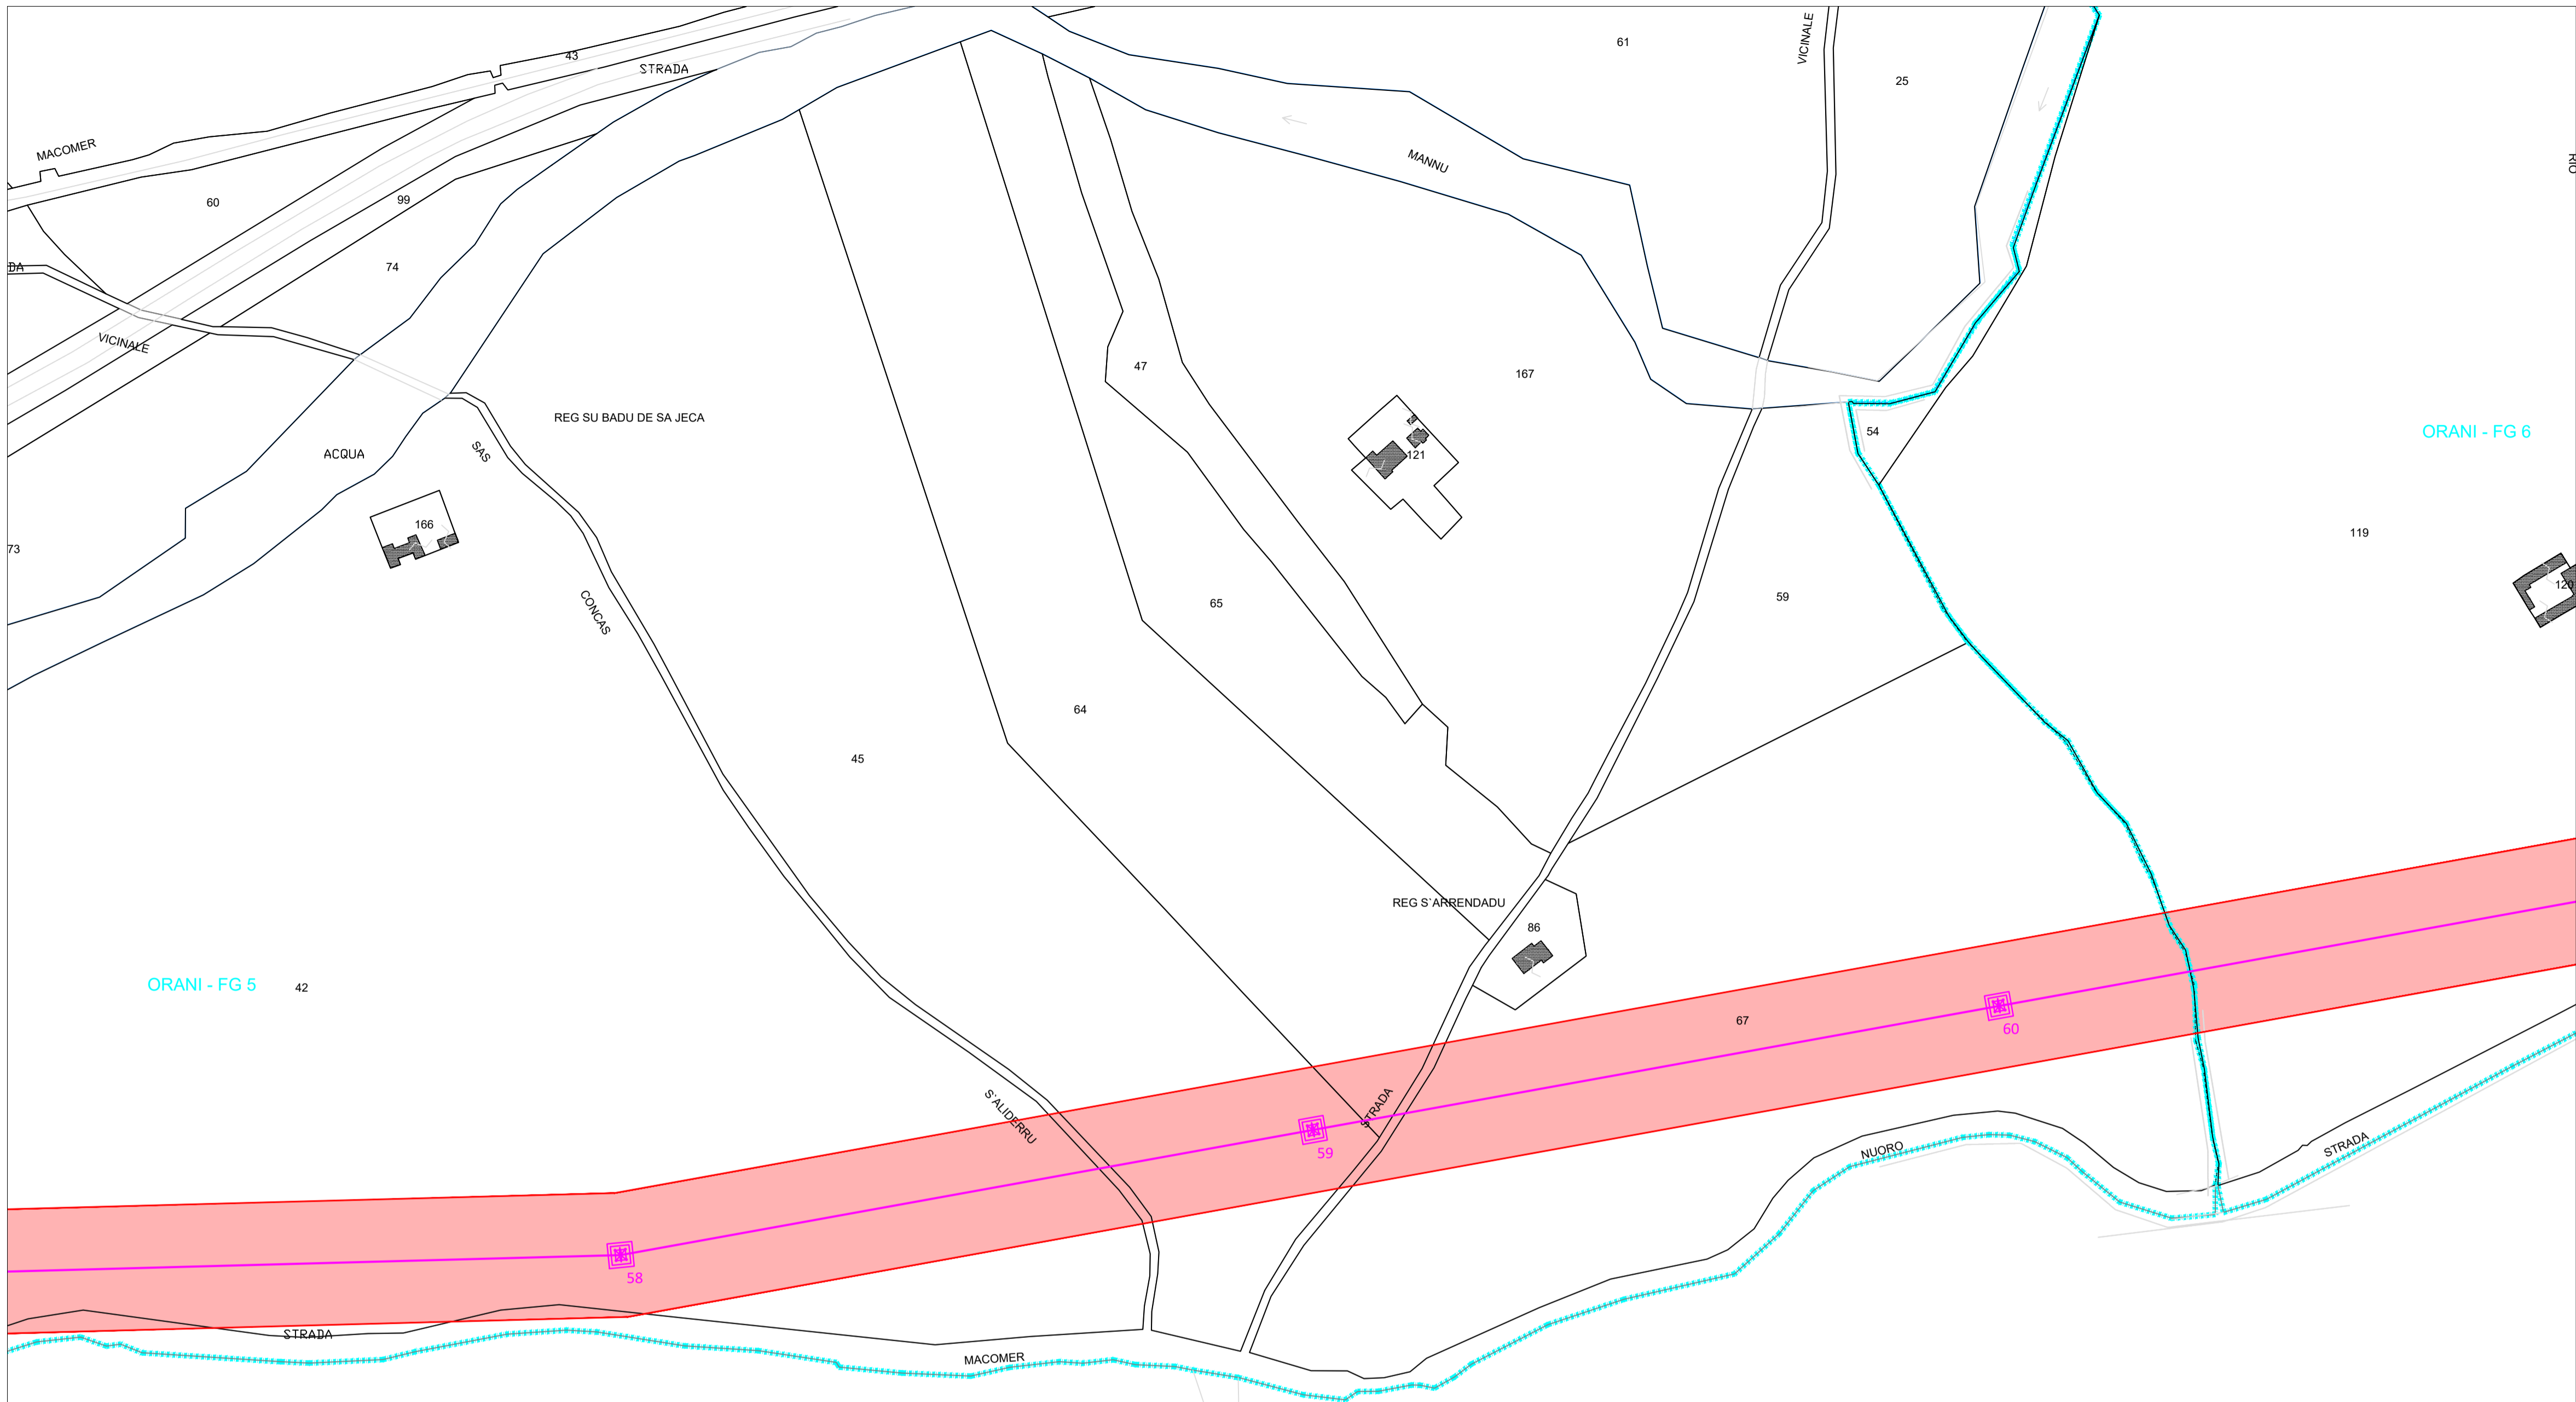 43
STRADA
61
VICINALE
25
MACOMER
MANNU
RIO
60
99
DA
74
VICINALE
47
167
REG SU BADU DE SA JECA
54
ORANI - FG 6
ACQUA
SAS
121
166
119
73
120
CONCAS
65
59
64
45
REG S`ARRENDADU
86
ORANI - FG 5
42
67
60
S`ALIDERRU
STRADA
59
NUORO
STRADA
58
STRADA
MACOMER